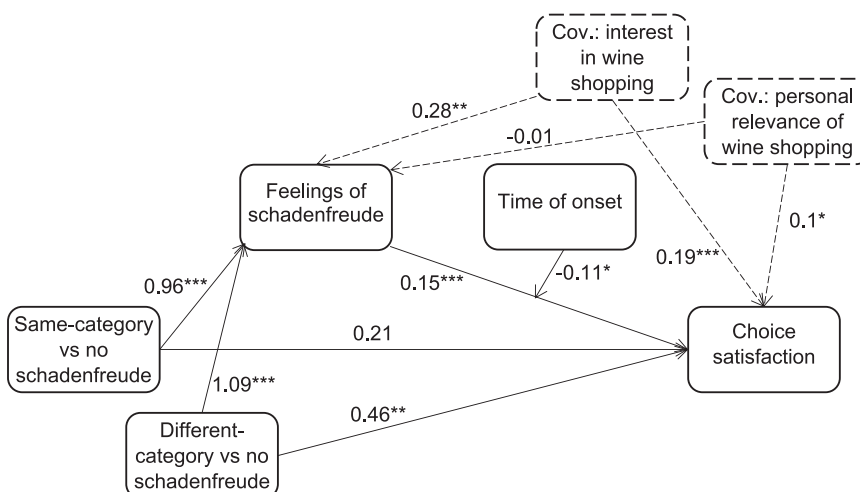 Cov.: interest
in wine
shopping
Cov.: personal
relevance of
wine shopping
0.28**
-0.01
Feelings of
schadenfreude
Time of onset
0.1*
0.19***
-0.11*
0.15***
0.96***
Same-category
vs no
schadenfreude
0.21
Choice
satisfaction
1.09***
0.46**
Different-
category vs no
schadenfreude